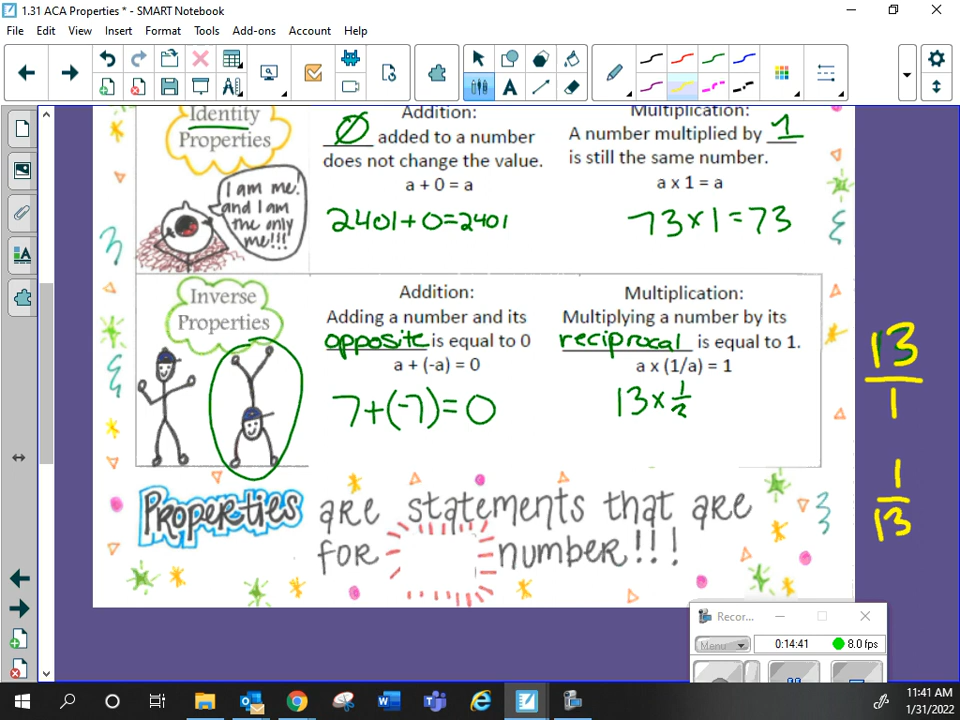 1.31 ACA Properties * - SMART Notebook
File Edit View Insert Format Tools Add-ons Account Help
Identity
Properties
I am me!
and I am
the only
me!!!
Addition:
0 added to a number
does not change the value.
a + 0 = a
2401+0=2401
Multiplication:
A number multiplied by 1
is still the same number.
a x 1 = a
73×1=73
Inverse
Properties
Addition:
Adding a number and its
opposite is equal to 0
a + (-a) = 0
7+(-7)=0
Multiplication:
Multiplying a number by its
reciprocal is equal to 1.
a x (1/a) = 1
13×
13
1
1
13
Properties are statements that are
for number!!!
Recor...
Menu 0:14:41 8.0 fps
11:41 AM
1/31/2022